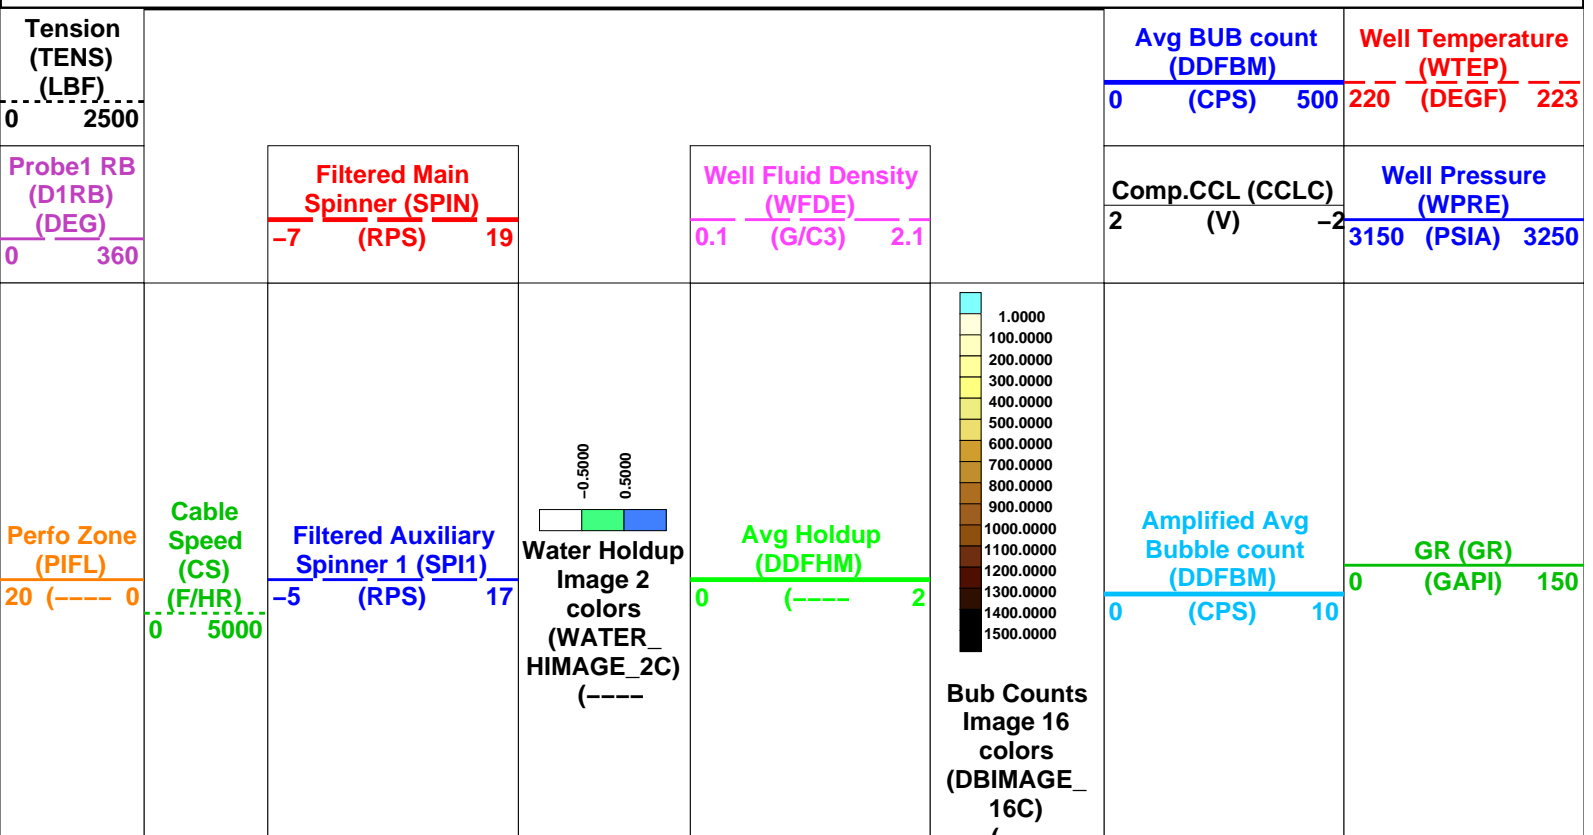 Tension
(TENS)
(LBF)
0 2500
Avg BUB count
(DDFBM)
0 (CPS) 500
Well Temperature
(WTEP)
220 (DEGF) 223
Probe1 RB
(D1RB)
(DEG)
0 360
Filtered Main
Spinner (SPIN)
−7 (RPS) 19
Well Fluid Density
(WFDE)
0.1 (G/C3) 2.1
Comp.CCL (CCLC)
2 (V) −2
Well Pressure
(WPRE)
3150 (PSIA) 3250
Perfo Zone
(PIFL)
20 (−−−− 0
Cable
Speed
(CS)
(F/HR)
0 5000
Filtered Auxiliary
Spinner 1 (SPI1)
−5 (RPS) 17
−0.5000
0.5000
Water Holdup
Image 2
colors
(WATER_
HIMAGE_2C)
(−−−−
Avg Holdup
(DDFHM)
0 (−−−− 2
1.0000
100.0000
200.0000
300.0000
400.0000
500.0000
600.0000
700.0000
800.0000
900.0000
1000.0000
1100.0000
1200.0000
1300.0000
1400.0000
1500.0000
Bub Counts
Image 16
colors
(DBIMAGE_
16C)
Amplified Avg
Bubble count
(DDFBM)
0 (CPS) 10
GR (GR)
0 (GAPI) 150